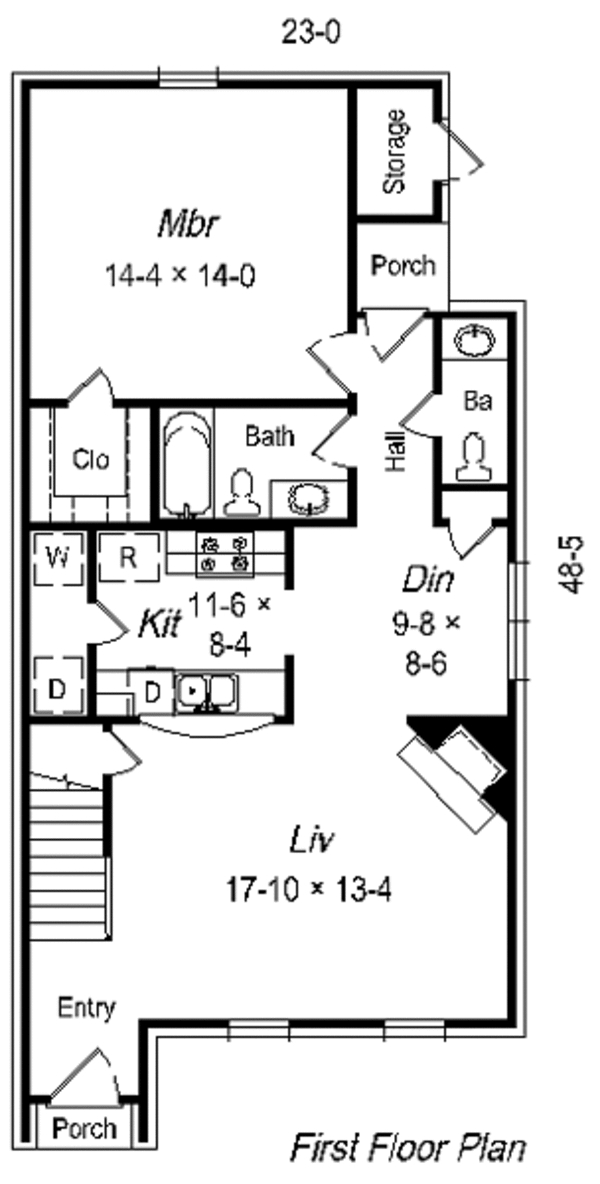 23-0
Storage
Mbr
14-4 × 14-0
Porch
Ba
Bath
Hall
Clo
48-5
W
R
Din
11-6 ×
Kit
9-8 ×
8-4
8-6
D
D
Liv
17-10 × 13-4
Entry
Porch
First Floor Plan